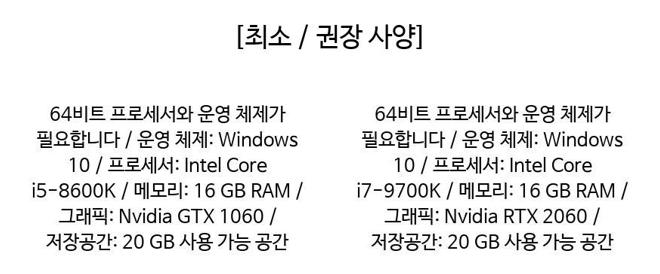 [최소 / 권장 사양]
64비트 프로세서와 운영 체제가
필요합니다 / 운영 체제: Windows
10 / 프로세서: Intel Core
i5-8600K / 메모리: 16 GB RAM /
그래픽: Nvidia GTX 1060 /
저장공간: 20 GB 사용 가능 공간
64비트 프로세서와 운영 체제가
필요합니다 / 운영 체제: Windows
10 / 프로세서: Intel Core
i7-9700K / 메모리: 16 GB RAM /
그래픽: Nvidia RTX 2060 /
저장공간: 20 GB 사용 가능 공간